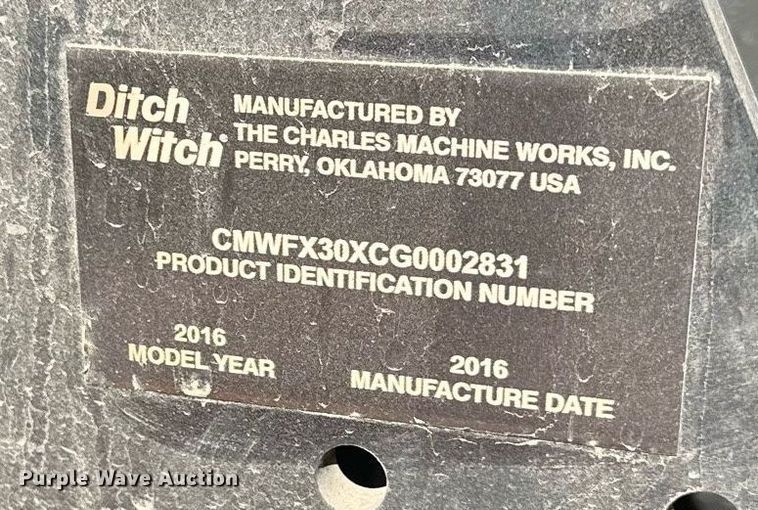 Ditch
Witch®
MANUFACTURED BY
THE CHARLES MACHINE WORKS, INC.
PERRY, OKLAHOMA 73077 USA
CMWFX30XCG0002831
PRODUCT IDENTIFICATION NUMBER
2016
MODEL YEAR
2016
MANUFACTURE DATE
Purple Wave Auction